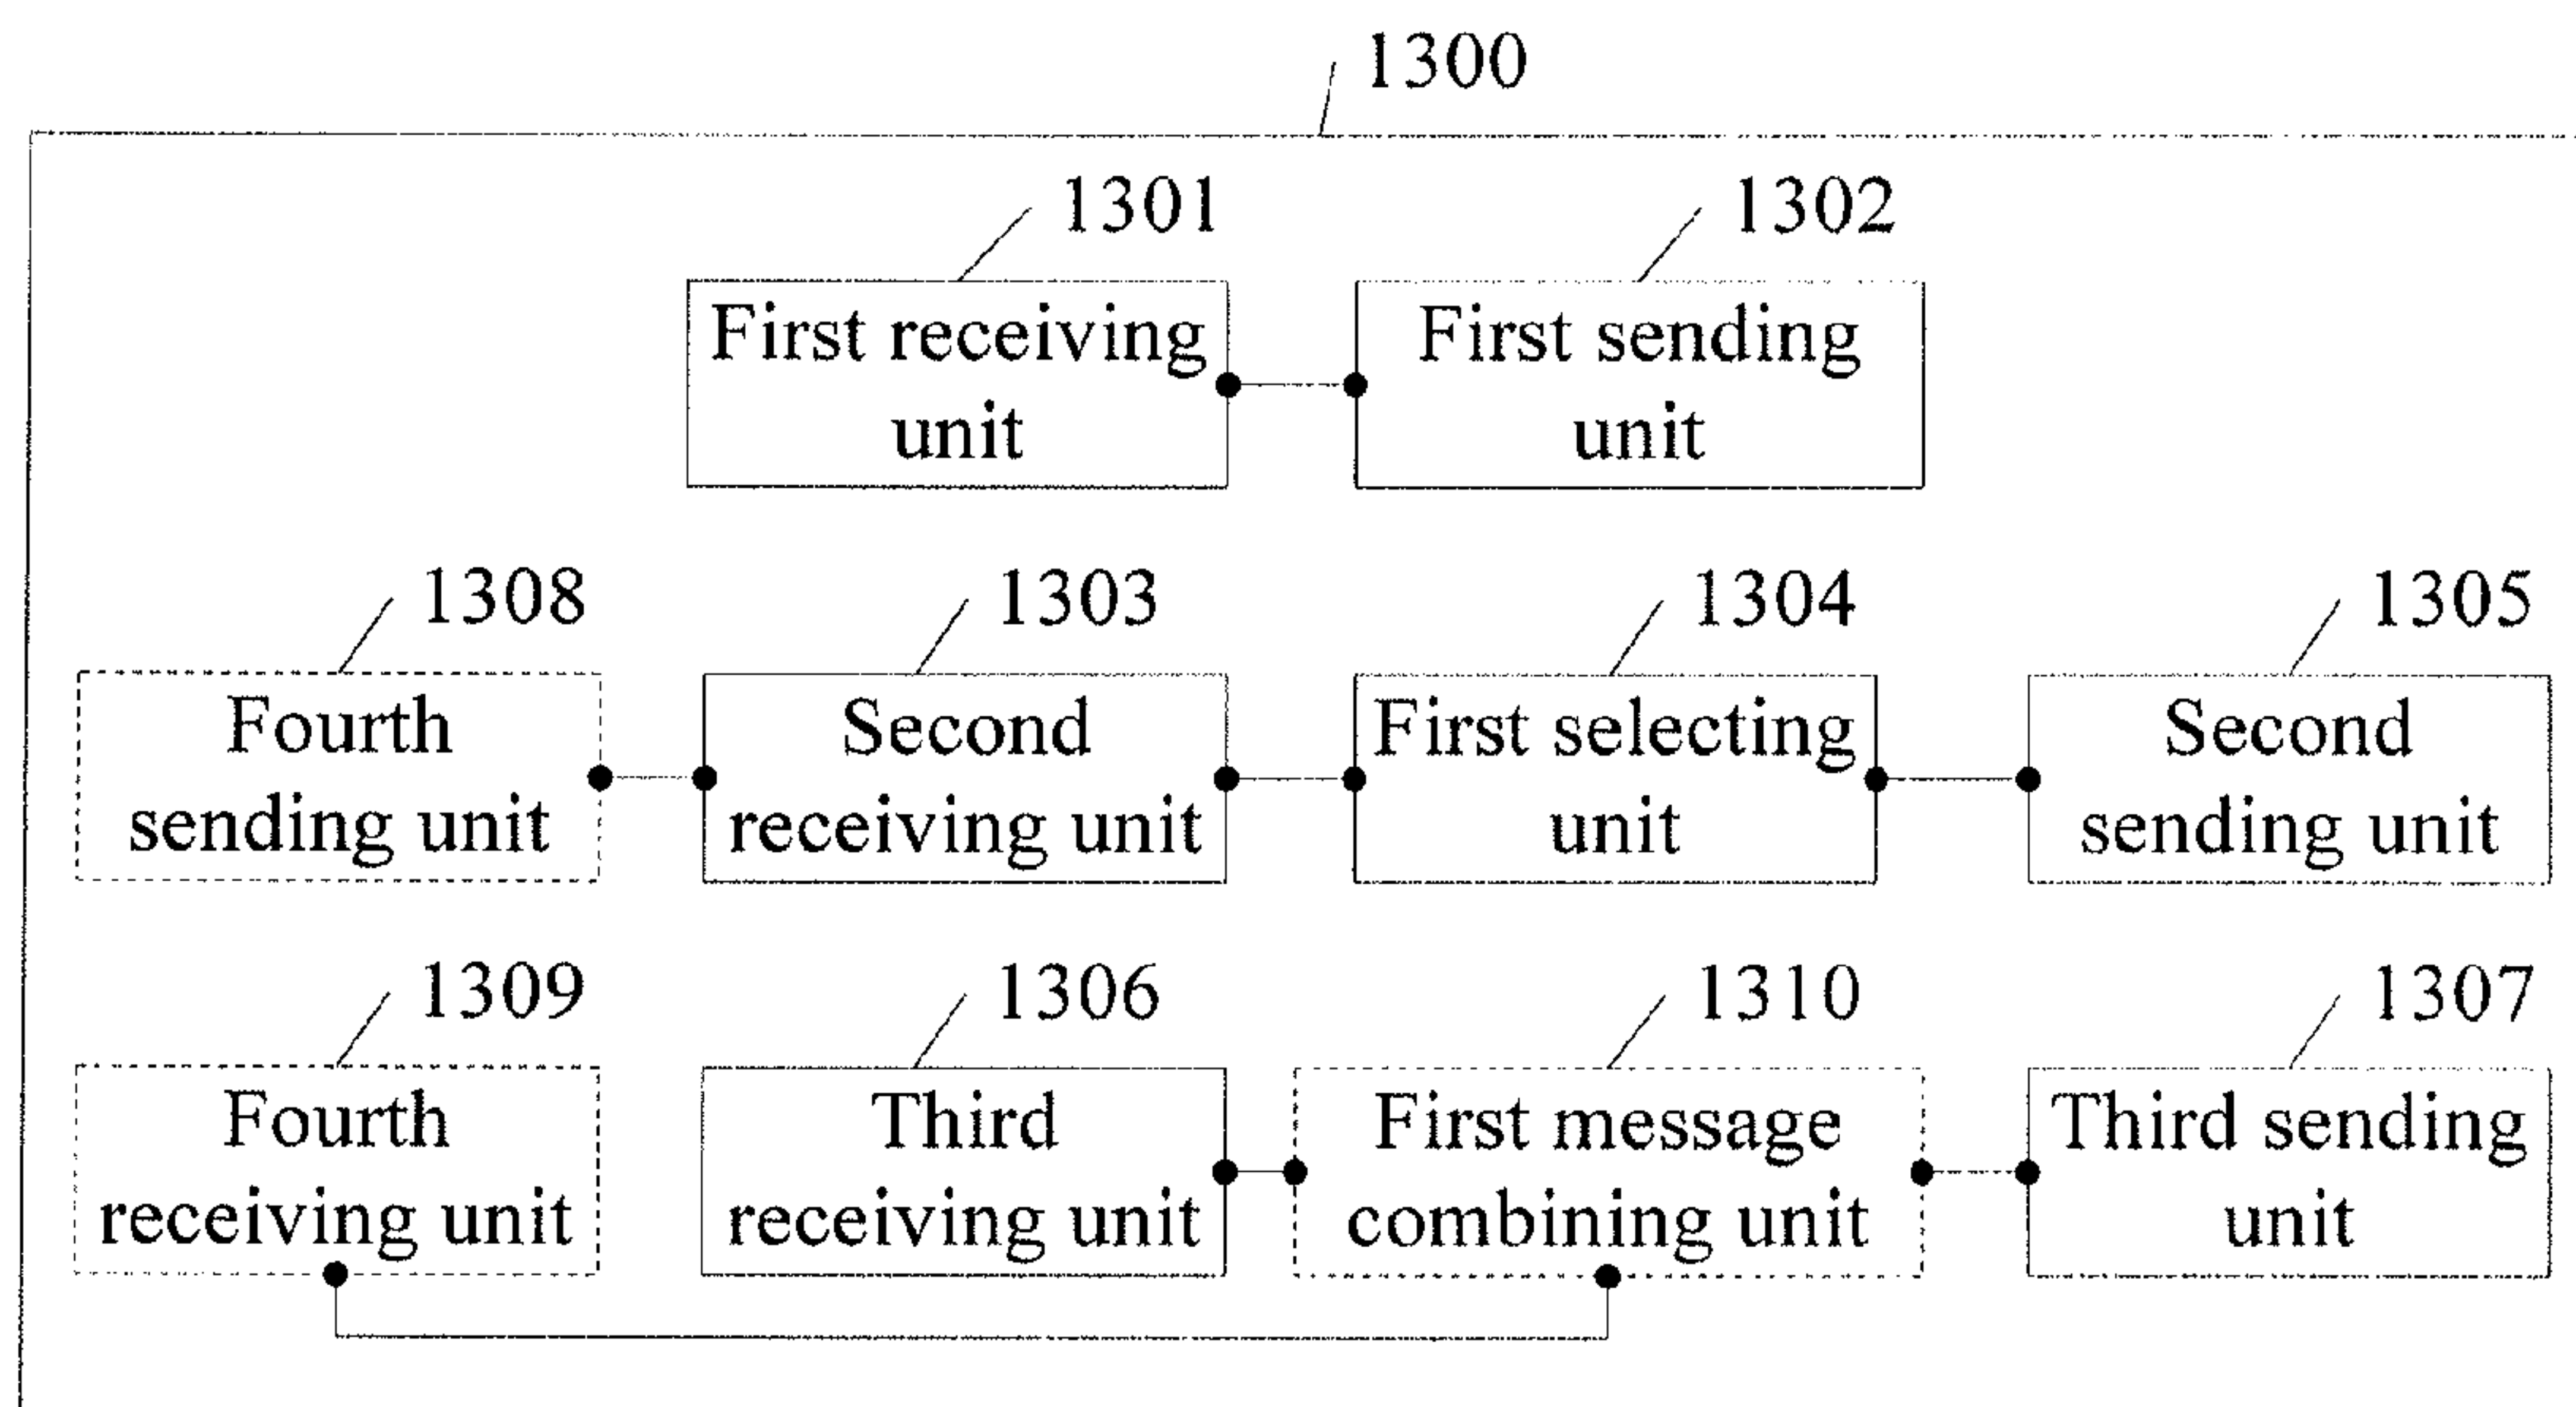 1300
1301
1302
First receiving
unit
First sending
unit
1308
1303
1304
1305
Fourth
sending unit
Second
receiving unit
First selecting
unit
Second
sending unit
1309
1306
1310
1307
Fourth
receiving unit
Third
receiving unit
First message
combining unit
Third sending
unit